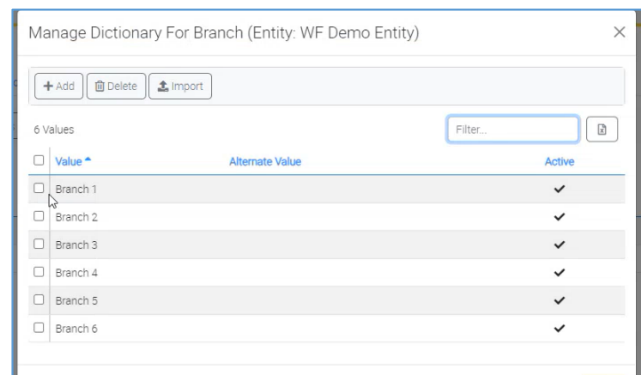 Manage Dictionary For Branch (Entity: WF Demo Entity)
Add Delete Import
6 Values Filter...
Value Alternate Value Active
Branch 1
Branch 2
Branch 3
Branch 4
Branch 5
Branch 6